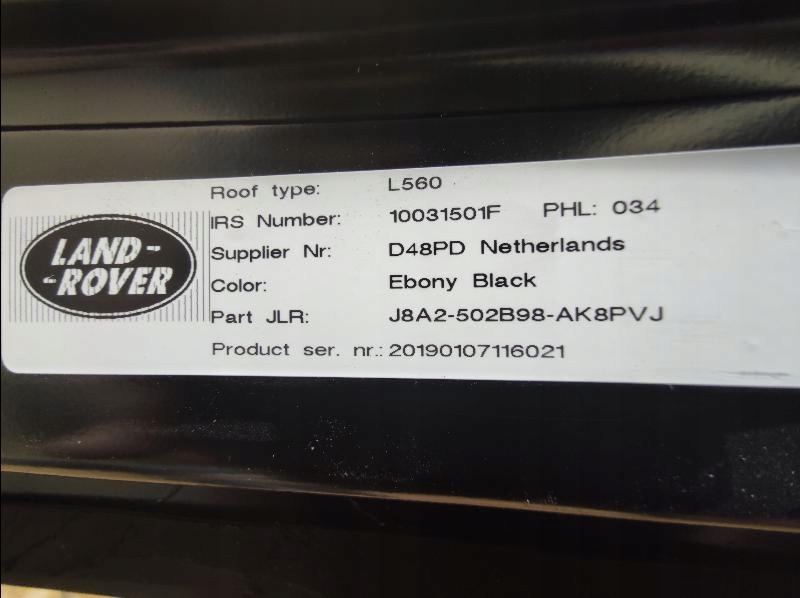 Roof type: L560
IRS Number: 10031501F PHL: 034
Supplier Nr: D48PD Netherlands
Color: Ebony Black
Part JLR: J8A2-502B98-AK8PVJ
Product ser. nr.: 20190107116021
LAND-
-ROVER